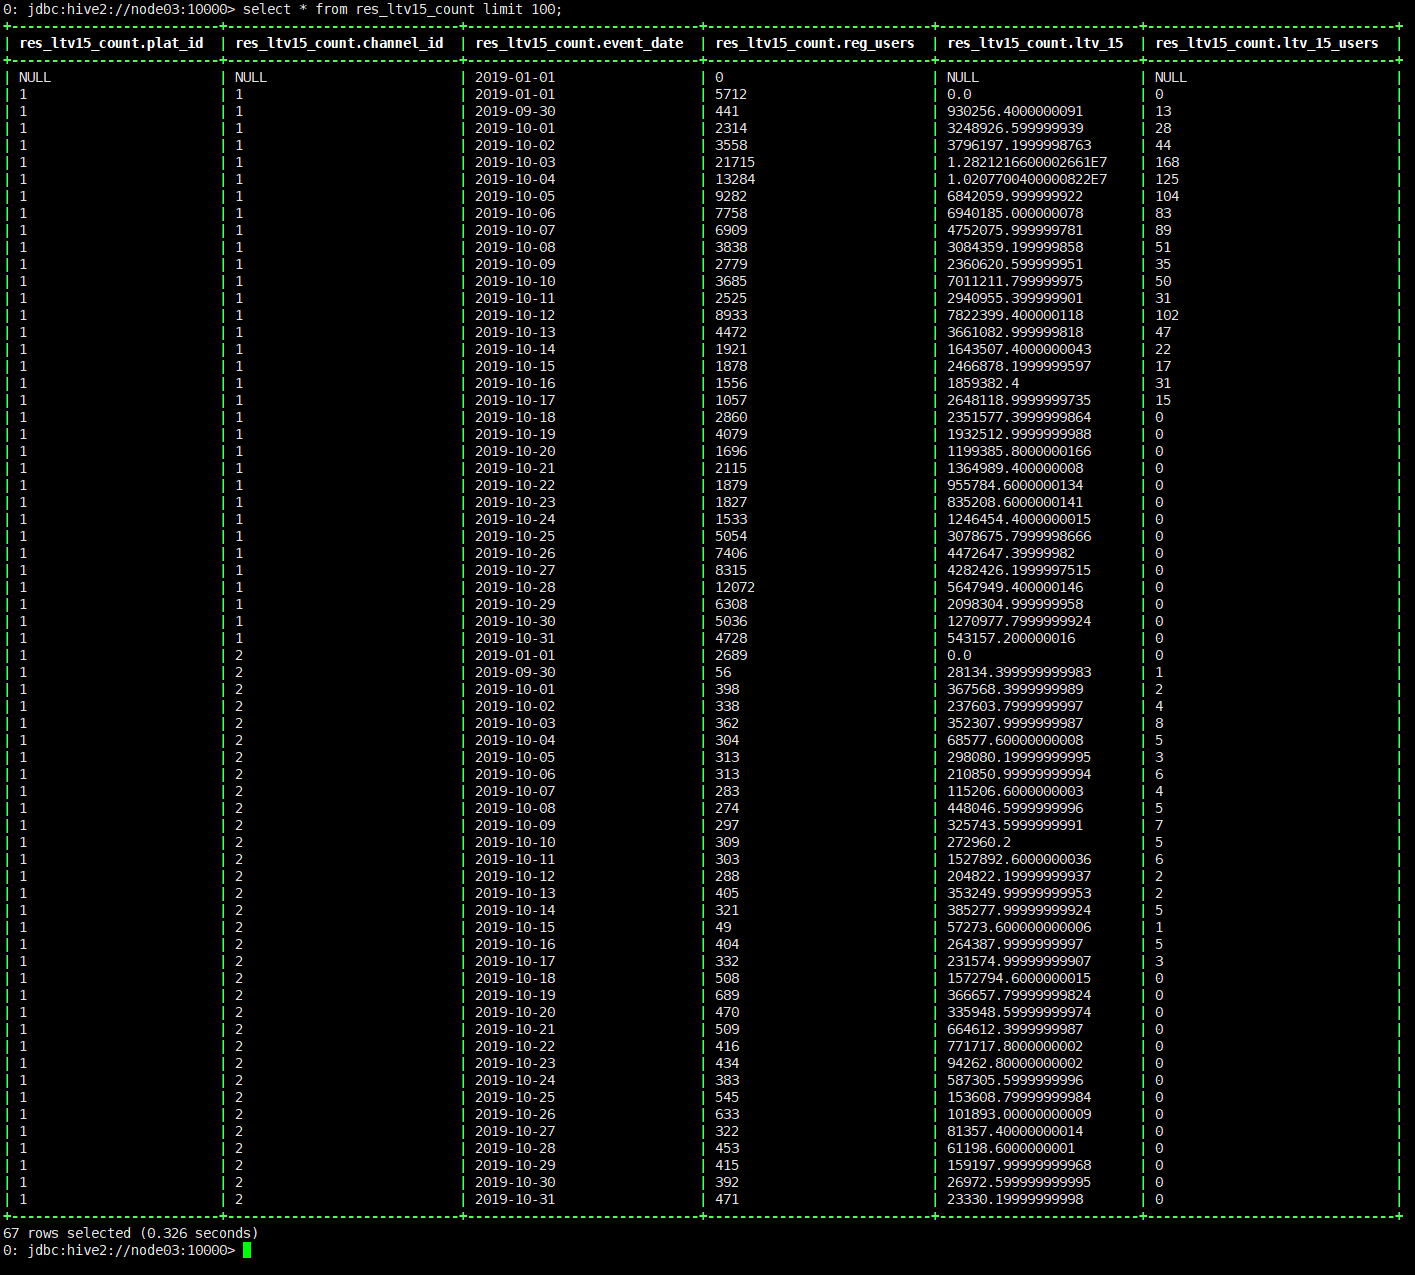 0: jdbc:hive2://node03:10000> select * from res_ltv15_count limit 100;
+--------------------------+-----------------------------+-----------------------------+----------------------------+-------------------------+-------------------------------+
| res_ltv15_count.plat_id | res_ltv15_count.channel_id | res_ltv15_count.event_date | res_ltv15_count.reg_users | res_ltv15_count.ltv_15 | res_ltv15_count.ltv_15_users |
+--------------------------+-----------------------------+-----------------------------+----------------------------+-------------------------+-------------------------------+
| NULL | NULL | 2019-01-01 | 0 | NULL | NULL |
| 1 | 1 | 2019-01-01 | 5712 | 0.0 | 0 |
| 1 | 1 | 2019-09-30 | 441 | 930256.4000000091 | 13 |
| 1 | 1 | 2019-10-01 | 2314 | 3248926.599999939 | 28 |
| 1 | 1 | 2019-10-02 | 3558 | 3796197.1999998763 | 44 |
| 1 | 1 | 2019-10-03 | 21715 | 1.2821216600002661E7 | 168 |
| 1 | 1 | 2019-10-04 | 13284 | 1.0207700400000822E7 | 125 |
| 1 | 1 | 2019-10-05 | 9282 | 6842059.999999922 | 104 |
| 1 | 1 | 2019-10-06 | 7758 | 6940185.000000078 | 83 |
| 1 | 1 | 2019-10-07 | 6909 | 4752075.999999781 | 89 |
| 1 | 1 | 2019-10-08 | 3838 | 3084359.199999858 | 51 |
| 1 | 1 | 2019-10-09 | 2779 | 2360620.599999951 | 35 |
| 1 | 1 | 2019-10-10 | 3685 | 7011211.799999975 | 50 |
| 1 | 1 | 2019-10-11 | 2525 | 2940955.399999901 | 31 |
| 1 | 1 | 2019-10-12 | 8933 | 7822399.400000118 | 102 |
| 1 | 1 | 2019-10-13 | 4472 | 3661082.999999818 | 47 |
| 1 | 1 | 2019-10-14 | 1921 | 1643507.4000000043 | 22 |
| 1 | 1 | 2019-10-15 | 1878 | 2466878.1999999597 | 17 |
| 1 | 1 | 2019-10-16 | 1556 | 1859382.4 | 31 |
| 1 | 1 | 2019-10-17 | 1057 | 2648118.9999999735 | 15 |
| 1 | 1 | 2019-10-18 | 2860 | 2351577.3999999864 | 0 |
| 1 | 1 | 2019-10-19 | 4079 | 1932512.9999999988 | 0 |
| 1 | 1 | 2019-10-20 | 1696 | 1199385.8000000166 | 0 |
| 1 | 1 | 2019-10-21 | 2115 | 1364989.400000008 | 0 |
| 1 | 1 | 2019-10-22 | 1879 | 955784.6000000134 | 0 |
| 1 | 1 | 2019-10-23 | 1827 | 835208.6000000141 | 0 |
| 1 | 1 | 2019-10-24 | 1533 | 1246454.4000000015 | 0 |
| 1 | 1 | 2019-10-25 | 5054 | 3078675.7999998666 | 0 |
| 1 | 1 | 2019-10-26 | 7406 | 4472647.39999982 | 0 |
| 1 | 1 | 2019-10-27 | 8315 | 4282426.1999997515 | 0 |
| 1 | 1 | 2019-10-28 | 12072 | 5647949.400000146 | 0 |
| 1 | 1 | 2019-10-29 | 6308 | 2098304.999999958 | 0 |
| 1 | 1 | 2019-10-30 | 5036 | 1270977.7999999924 | 0 |
| 1 | 1 | 2019-10-31 | 4728 | 543157.200000016 | 0 |
| 1 | 2 | 2019-01-01 | 2689 | 0.0 | 0 |
| 1 | 2 | 2019-09-30 | 56 | 28134.399999999983 | 1 |
| 1 | 2 | 2019-10-01 | 398 | 367568.3999999989 | 2 |
| 1 | 2 | 2019-10-02 | 338 | 237603.7999999997 | 4 |
| 1 | 2 | 2019-10-03 | 362 | 352307.9999999987 | 8 |
| 1 | 2 | 2019-10-04 | 304 | 68577.60000000008 | 5 |
| 1 | 2 | 2019-10-05 | 313 | 298080.19999999995 | 3 |
| 1 | 2 | 2019-10-06 | 313 | 210850.99999999994 | 6 |
| 1 | 2 | 2019-10-07 | 283 | 115206.6000000003 | 4 |
| 1 | 2 | 2019-10-08 | 274 | 448046.5999999996 | 5 |
| 1 | 2 | 2019-10-09 | 297 | 325743.5999999991 | 7 |
| 1 | 2 | 2019-10-10 | 309 | 272960.2 | 5 |
| 1 | 2 | 2019-10-11 | 303 | 1527892.6000000036 | 6 |
| 1 | 2 | 2019-10-12 | 288 | 204822.19999999937 | 2 |
| 1 | 2 | 2019-10-13 | 405 | 353249.99999999953 | 2 |
| 1 | 2 | 2019-10-14 | 321 | 385277.99999999924 | 5 |
| 1 | 2 | 2019-10-15 | 49 | 57273.600000000006 | 1 |
| 1 | 2 | 2019-10-16 | 404 | 264387.9999999997 | 5 |
| 1 | 2 | 2019-10-17 | 332 | 231574.99999999907 | 3 |
| 1 | 2 | 2019-10-18 | 508 | 1572794.6000000015 | 0 |
| 1 | 2 | 2019-10-19 | 689 | 366657.79999999824 | 0 |
| 1 | 2 | 2019-10-20 | 470 | 335948.59999999974 | 0 |
| 1 | 2 | 2019-10-21 | 509 | 664612.3999999987 | 0 |
| 1 | 2 | 2019-10-22 | 416 | 771717.8000000002 | 0 |
| 1 | 2 | 2019-10-23 | 434 | 94262.80000000002 | 0 |
| 1 | 2 | 2019-10-24 | 383 | 587305.5999999996 | 0 |
| 1 | 2 | 2019-10-25 | 545 | 153608.79999999984 | 0 |
| 1 | 2 | 2019-10-26 | 633 | 101893.00000000009 | 0 |
| 1 | 2 | 2019-10-27 | 322 | 81357.40000000014 | 0 |
| 1 | 2 | 2019-10-28 | 453 | 61198.6000000001 | 0 |
| 1 | 2 | 2019-10-29 | 415 | 159197.99999999968 | 0 |
| 1 | 2 | 2019-10-30 | 392 | 26972.599999999995 | 0 |
| 1 | 2 | 2019-10-31 | 471 | 23330.19999999998 | 0 |
+--------------------------+-----------------------------+-----------------------------+----------------------------+-------------------------+-------------------------------+
67 rows selected (0.326 seconds)
0: jdbc:hive2://node03:10000>